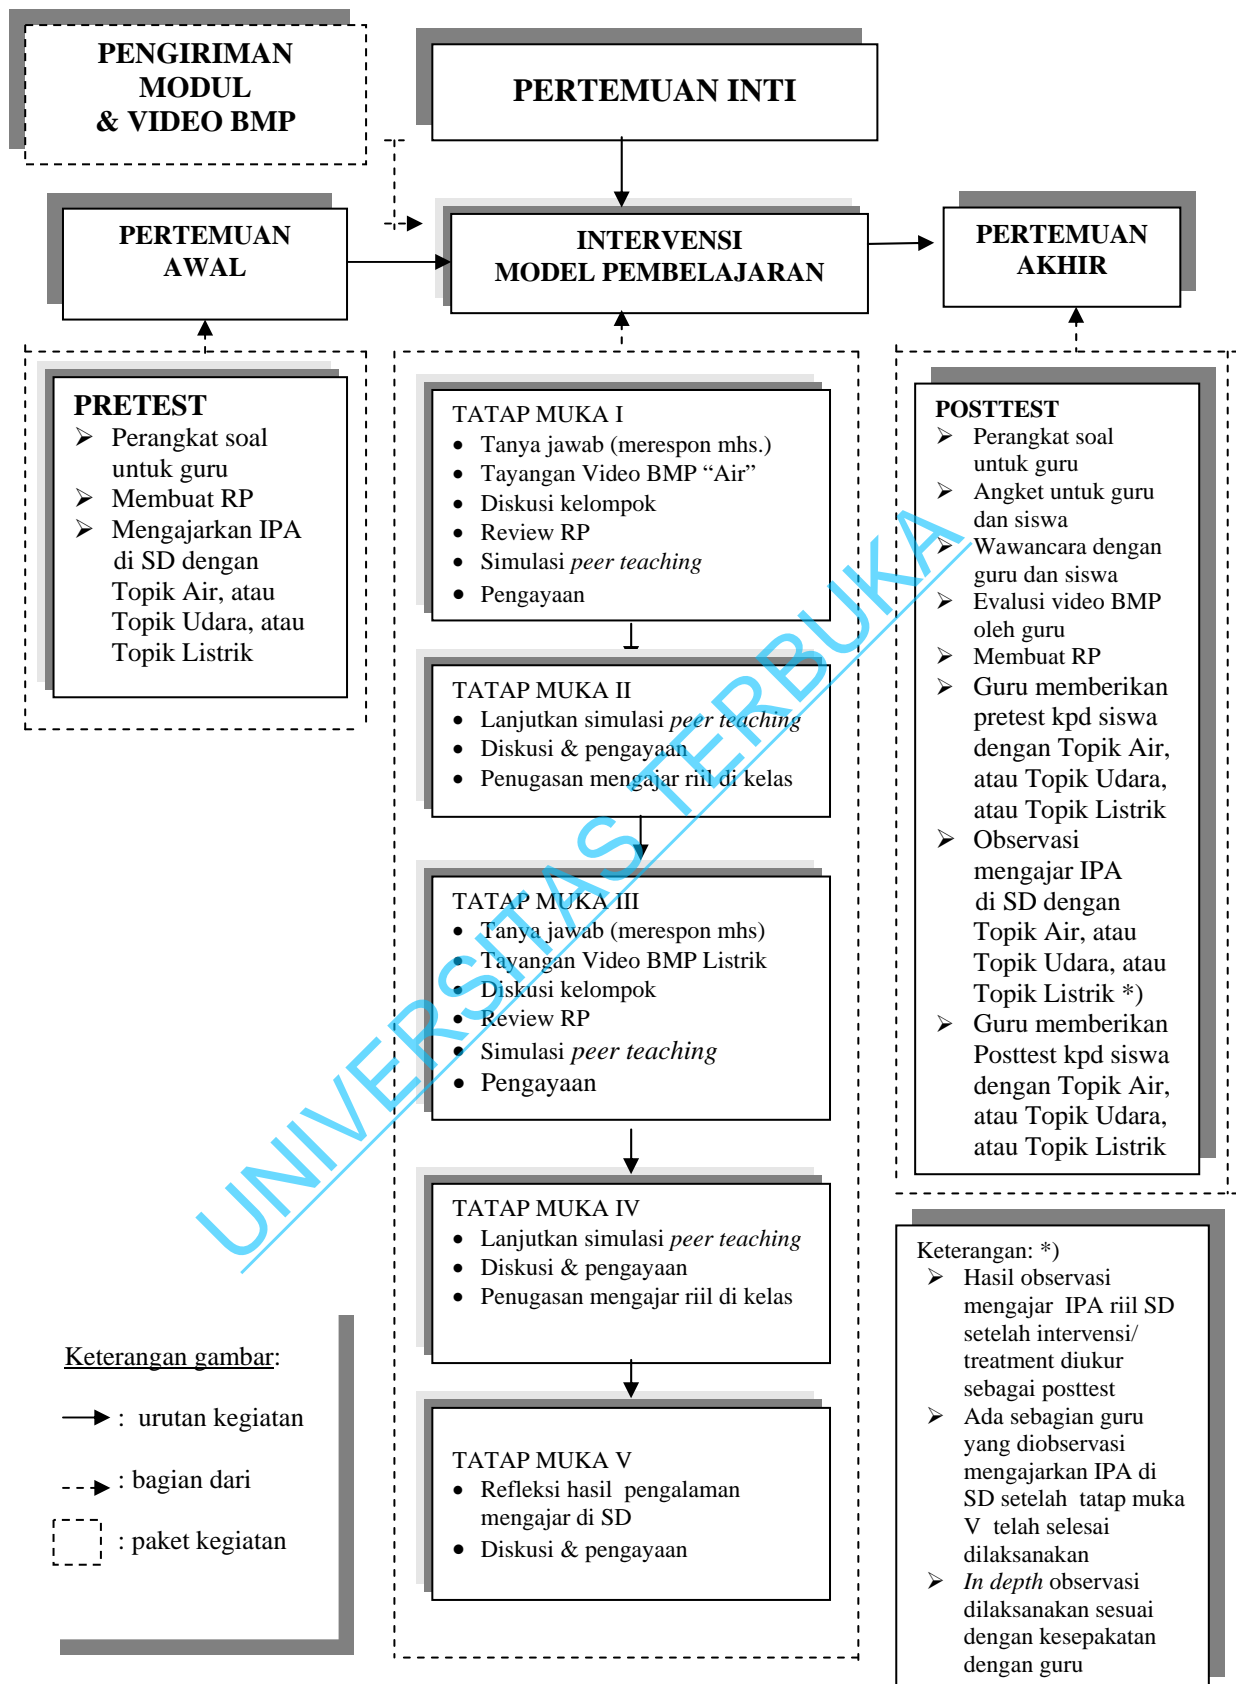 PENGIRIMAN
MODUL
& VIDEO BMP
PERTEMUAN INTI
PERTEMUAN
AWAL
INTERVENSI
MODEL PEMBELAJARAN
PERTEMUAN
AKHIR
PRETEST
➢ Perangkat soal
untuk guru
➢ Membuat RP
➢ Mengajarkan IPA
di SD dengan
Topik Air, atau
Topik Udara, atau
Topik Listrik
TATAP MUKA I
• Tanya jawab (merespon mhs.)
• Tayangan Video BMP “Air”
• Diskusi kelompok
• Review RP
• Simulasi peer teaching
• Pengayaan
TATAP MUKA II
• Lanjutkan simulasi peer teaching
• Diskusi & pengayaan
• Penugasan mengajar riil di kelas
TATAP MUKA III
• Tanya jawab (merespon mhs)
• Tayangan Video BMP Listrik
• Diskusi kelompok
• Review RP
• Simulasi peer teaching
• Pengayaan
TATAP MUKA IV
• Lanjutkan simulasi peer teaching
• Diskusi & pengayaan
• Penugasan mengajar riil di kelas
TATAP MUKA V
• Refleksi hasil pengalaman
mengajar di SD
• Diskusi & pengayaan
POSTTEST
➢ Perangkat soal
untuk guru
➢ Angket untuk guru
dan siswa
➢ Wawancara dengan
guru dan siswa
➢ Evalusi video BMP
oleh guru
➢ Membuat RP
➢ Guru memberikan
pretest kpd siswa
dengan Topik Air,
atau Topik Udara,
atau Topik Listrik
➢ Observasi
mengajar IPA
di SD dengan
Topik Air, atau
Topik Udara, atau
Topik Listrik *)
➢ Guru memberikan
Posttest kpd siswa
dengan Topik Air,
atau Topik Udara,
atau Topik Listrik
Keterangan: *)
➢ Hasil observasi
mengajar IPA riil SD
setelah intervensi/
treatment diukur
sebagai posttest
➢ Ada sebagian guru
yang diobservasi
mengajarkan IPA di
SD setelah tatap muka
V telah selesai
dilaksanakan
➢ In depth observasi
dilaksanakan sesuai
dengan kesepakatan
dengan guru
Keterangan gambar:
: urutan kegiatan
: bagian dari
: paket kegiatan
UNIVERSITAS TERBUKA